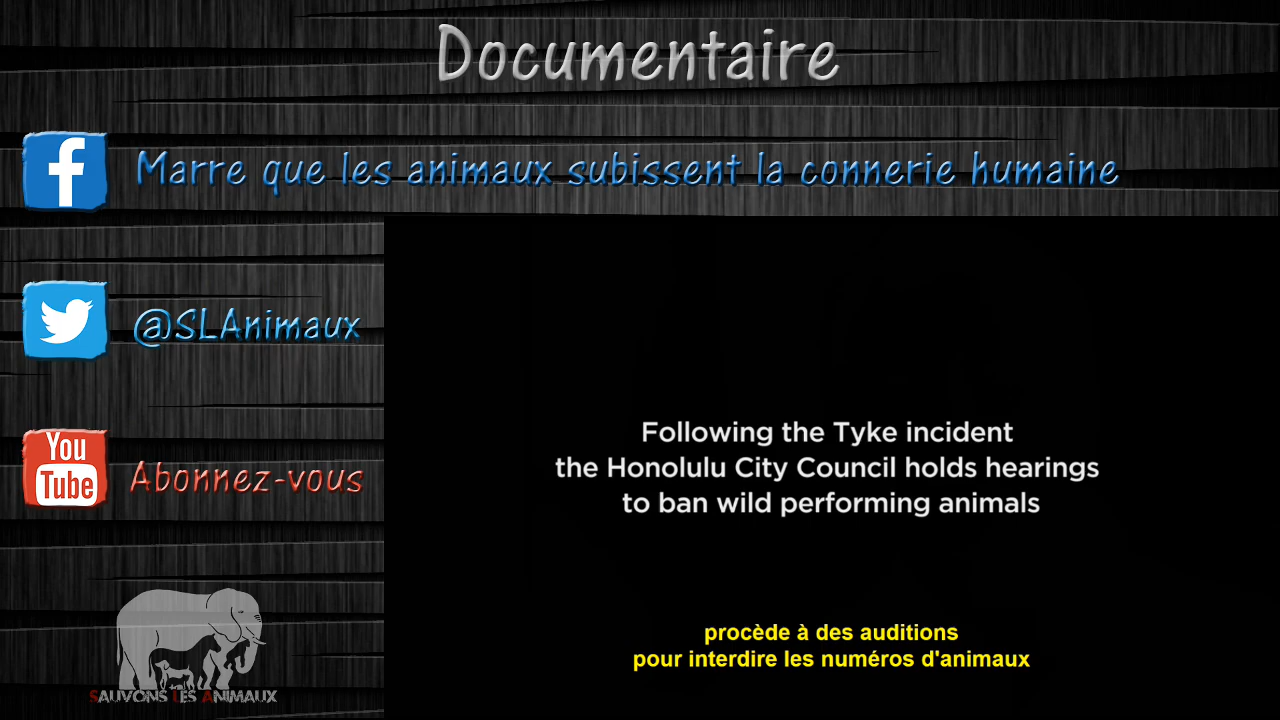 Documentaire
Marre que les animaux subissent la connerie humaine
@SLAnimaux
You
Tube
Abonnez-vous
Following the Tyke incident
the Honolulu City Council holds hearings
to ban wild performing animals
procède à des auditions
pour interdire les numéros d'animaux
SAUVONS LES ANIMAUX